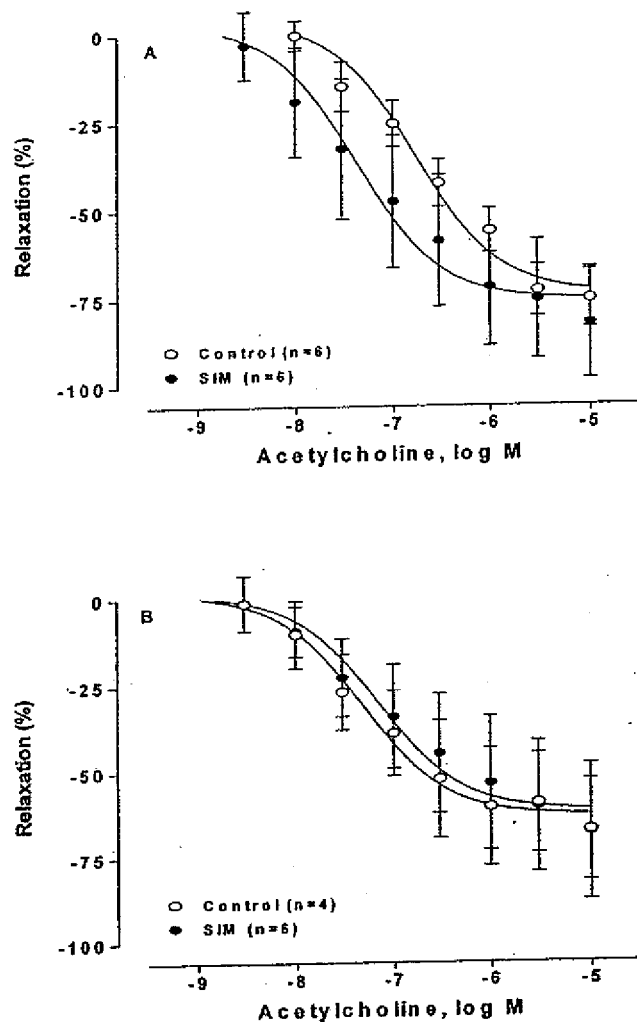 A
0
-25
-50
-75
-100
Relaxation (%)
Control (n=6)
SIM (n=6)
-9 -8 -7 -6 -5
Acetylcholine, log M
B
0
-25
-50
-75
-100
Relaxation (%)
Control (n=4)
SIM (n=6)
-9 -8 -7 -6 -5
Acetylcholine, log M